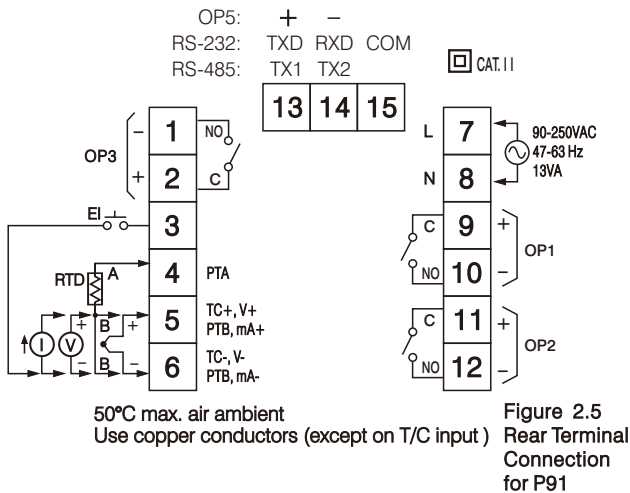 OP5: + −
RS-232: TXD RXD COM
RS-485: TX1 TX2
CAT. II
13 14 15
OP3
− 1 NO
+ 2 C
EI 3
RTD A 4 PTA
I V + B + 5 TC+, V+
PTB, mA+
− B − 6 TC-, V-
PTB, mA-
L 7
N 8
90-250VAC
47-63 Hz
13VA
C 9 +
NO 10 −
OP1
C 11 +
NO 12 −
OP2
50°C max. air ambient
Use copper conductors (except on T/C input )
Figure 2.5
Rear Terminal
Connection
for P91